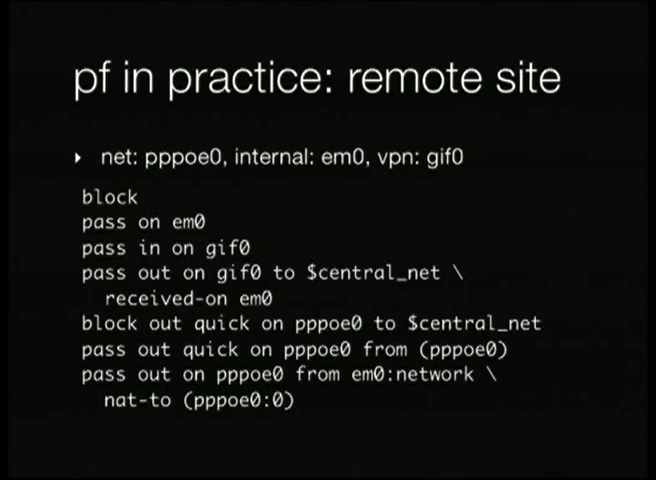 pf in practice: remote site
‣ net: pppoe0, internal: em0, vpn: gif0
block
pass on em0
pass in on gif0
pass out on gif0 to $central_net \
received-on em0
block out quick on pppoe0 to $central_net
pass out quick on pppoe0 from (pppoe0)
pass out on pppoe0 from em0:network \
nat-to (pppoe0:0)